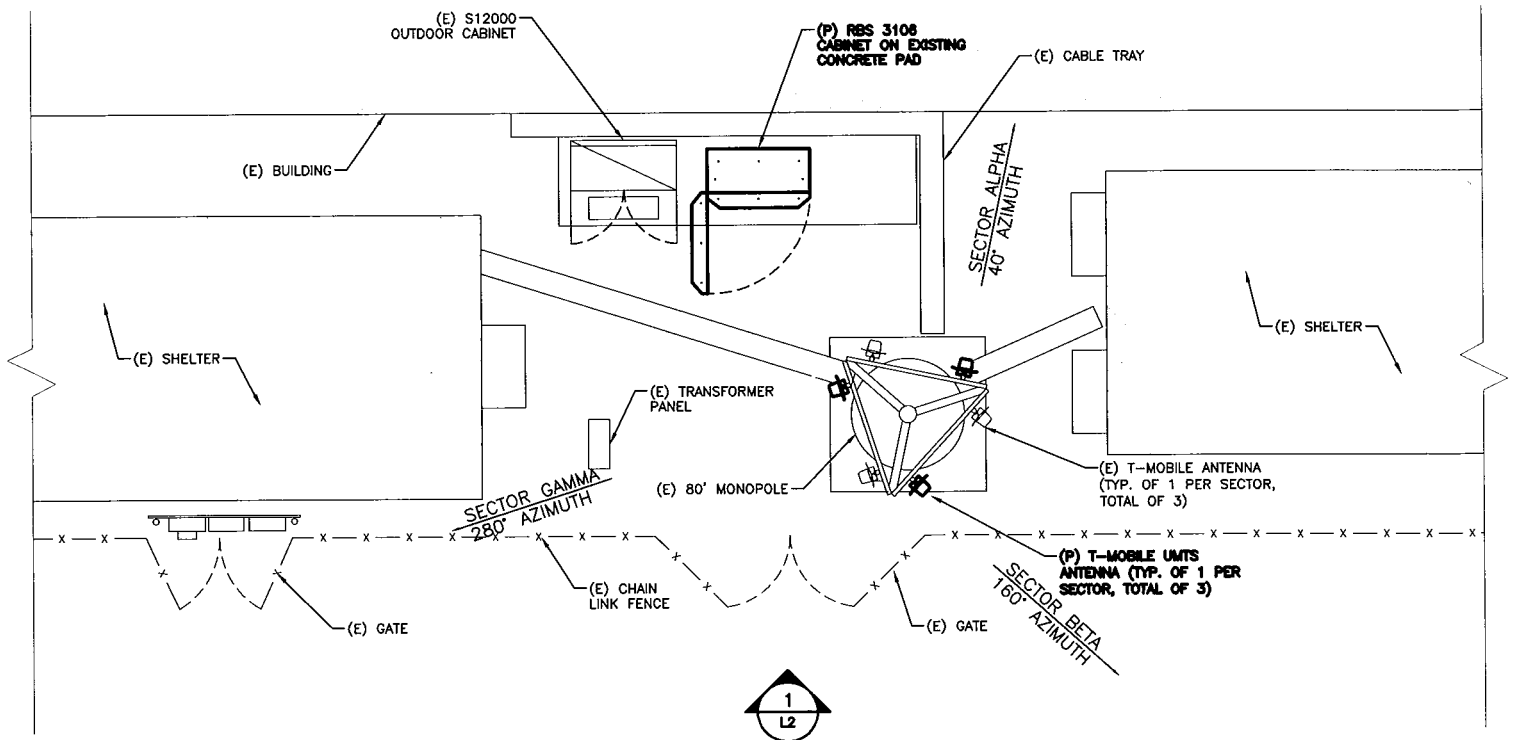 (E) S12000
OUTDOOR CABINET
(P) RBS 3106
CABINET ON EXISTING
CONCRETE PAD
(E) CABLE TRAY
(E) BUILDING
SECTOR ALPHA
40° AZIMUTH
(E) SHELTER
(E) SHELTER
(E) TRANSFORMER
PANEL
(E) 80' MONOPOLE
(E) T-MOBILE ANTENNA
(TYP. OF 1 PER SECTOR,
TOTAL OF 3)
SECTOR GAMMA
280° AZIMUTH
X X X X X X X X X X X X X X X X X X X X X X X
(P) T-MOBILE UMTS
ANTENNA (TYP. OF 1 PER
SECTOR, TOTAL OF 3)
(E) CHAIN
LINK FENCE
(E) GATE
(E) GATE
SECTOR BETA
160° AZIMUTH
1
L2